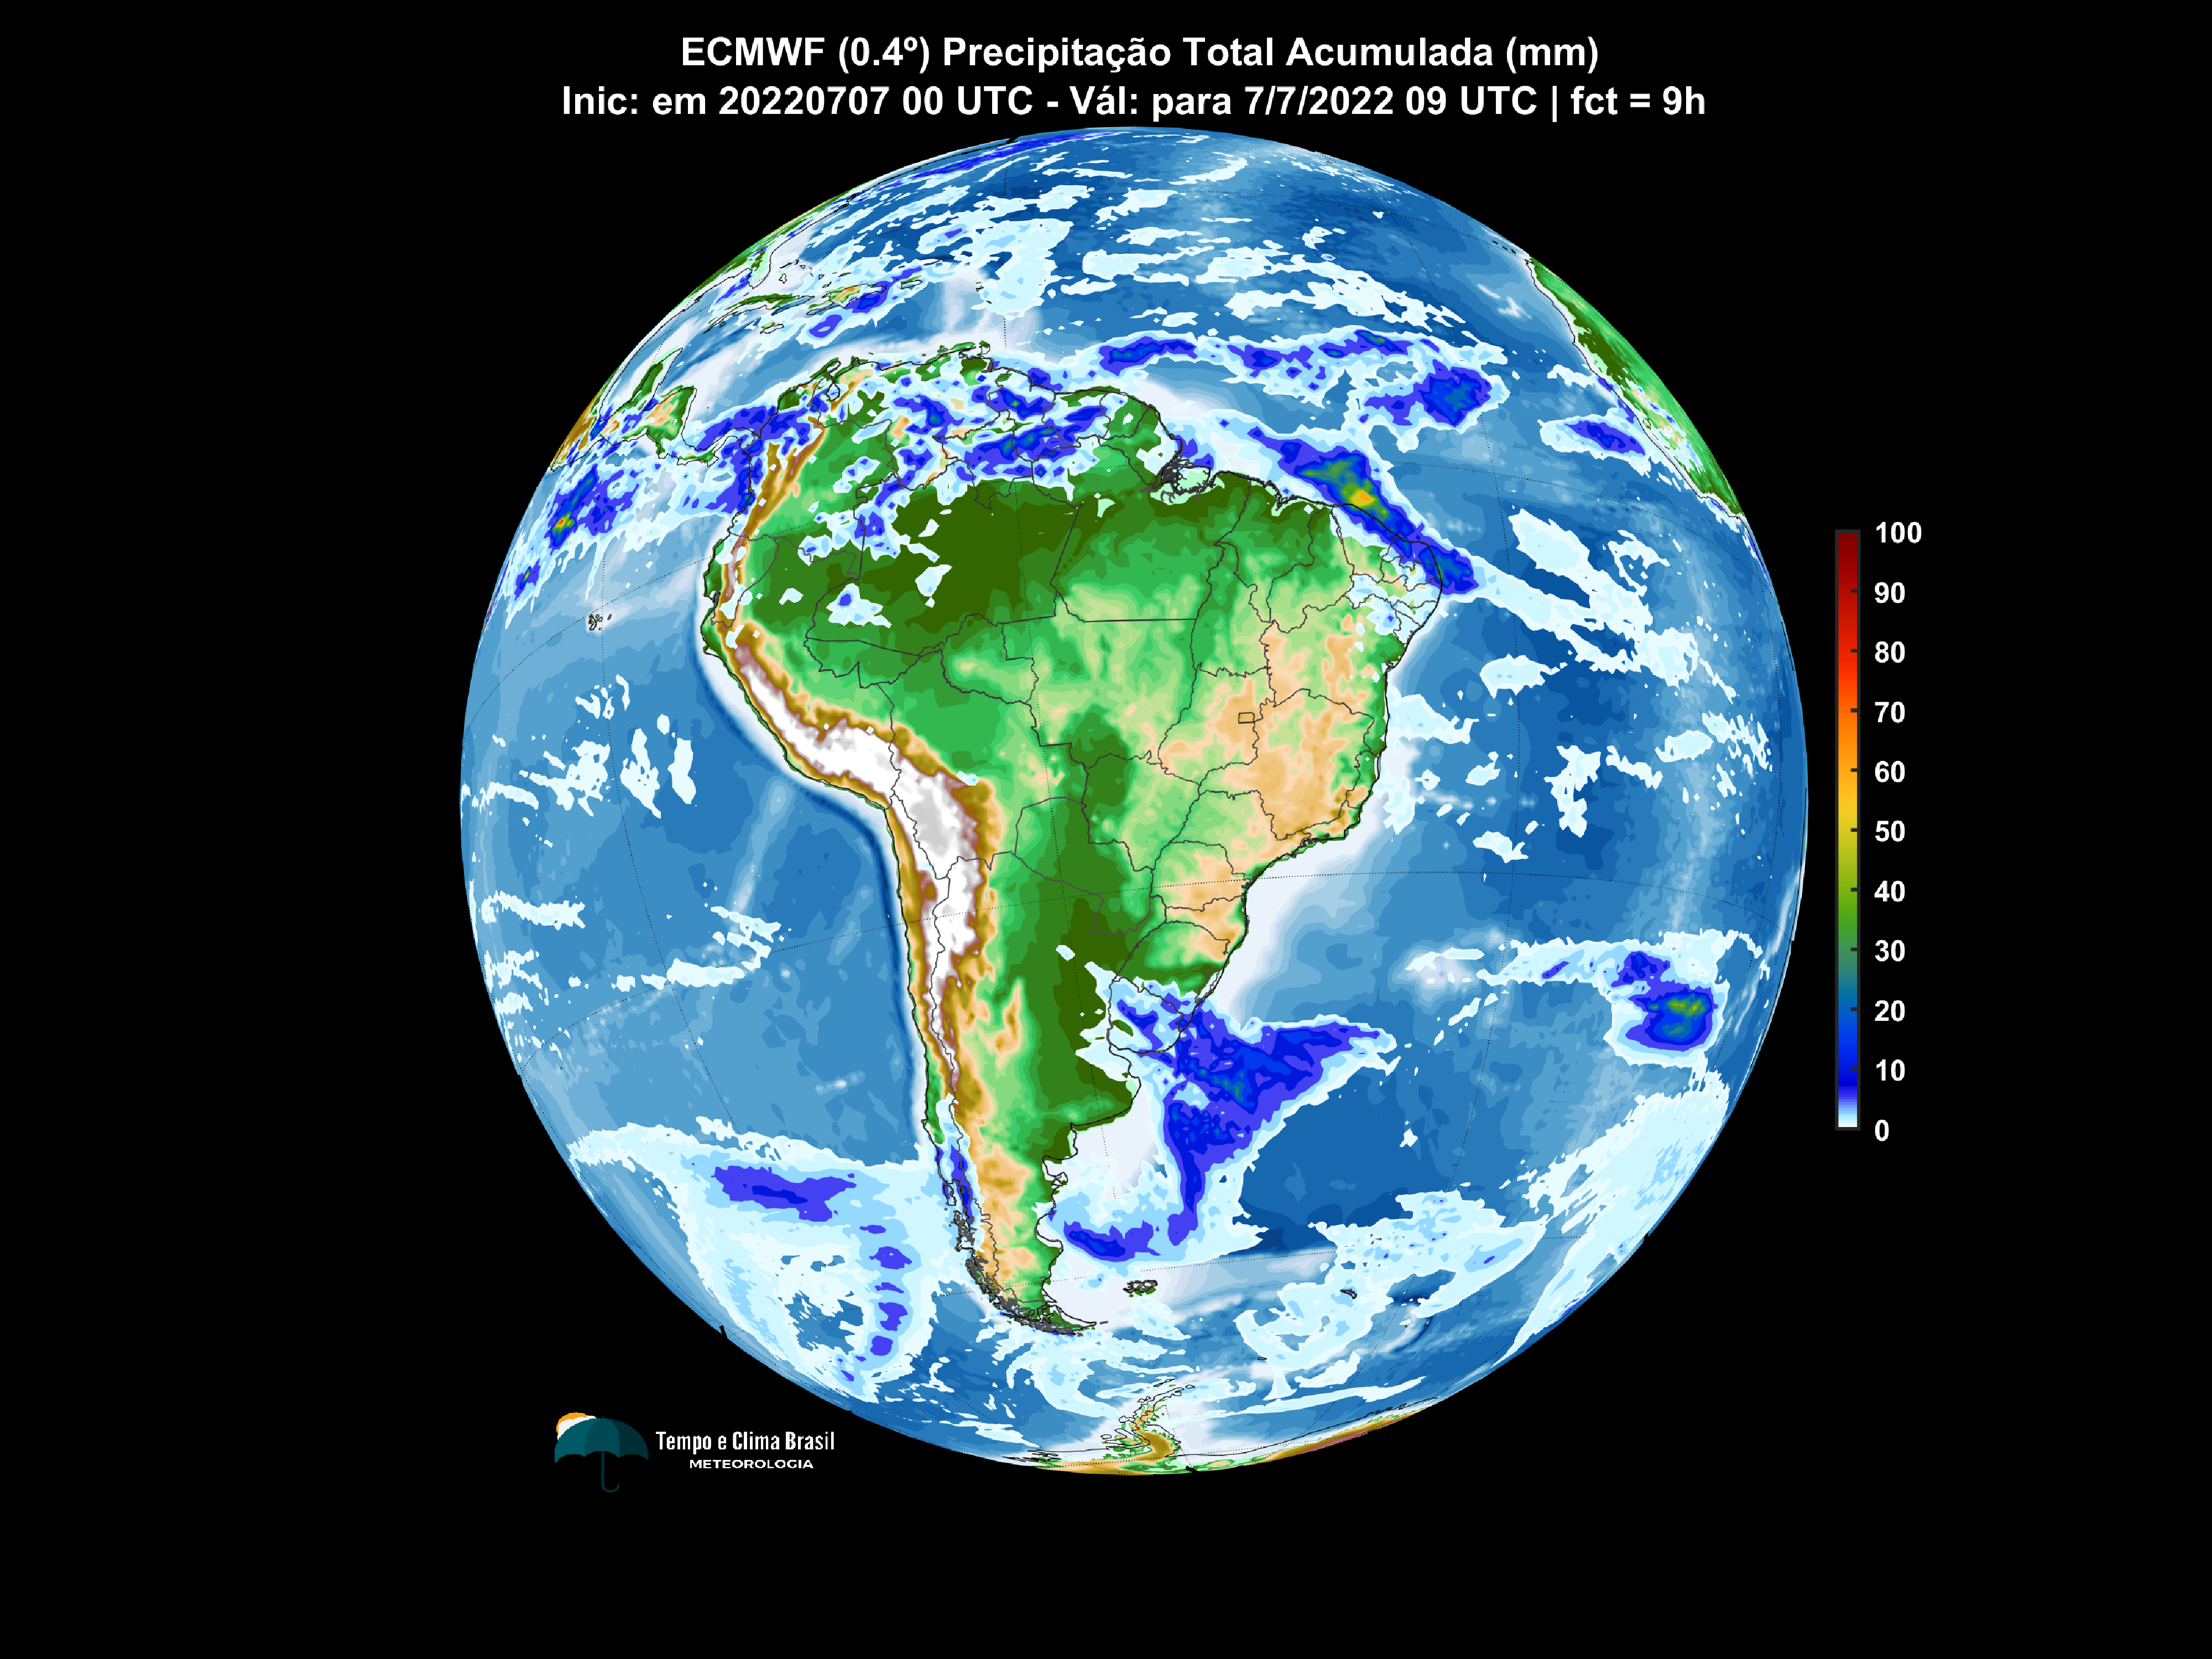 ECMWF (0.4º) Precipitação Total Acumulada (mm)
Inic: em 20220707 00 UTC - Vál: para 7/7/2022 09 UTC | fct = 9h
100
90
80
70
60
50
40
30
20
10
0
Tempo e Clima Brasil
METEOROLOGIA